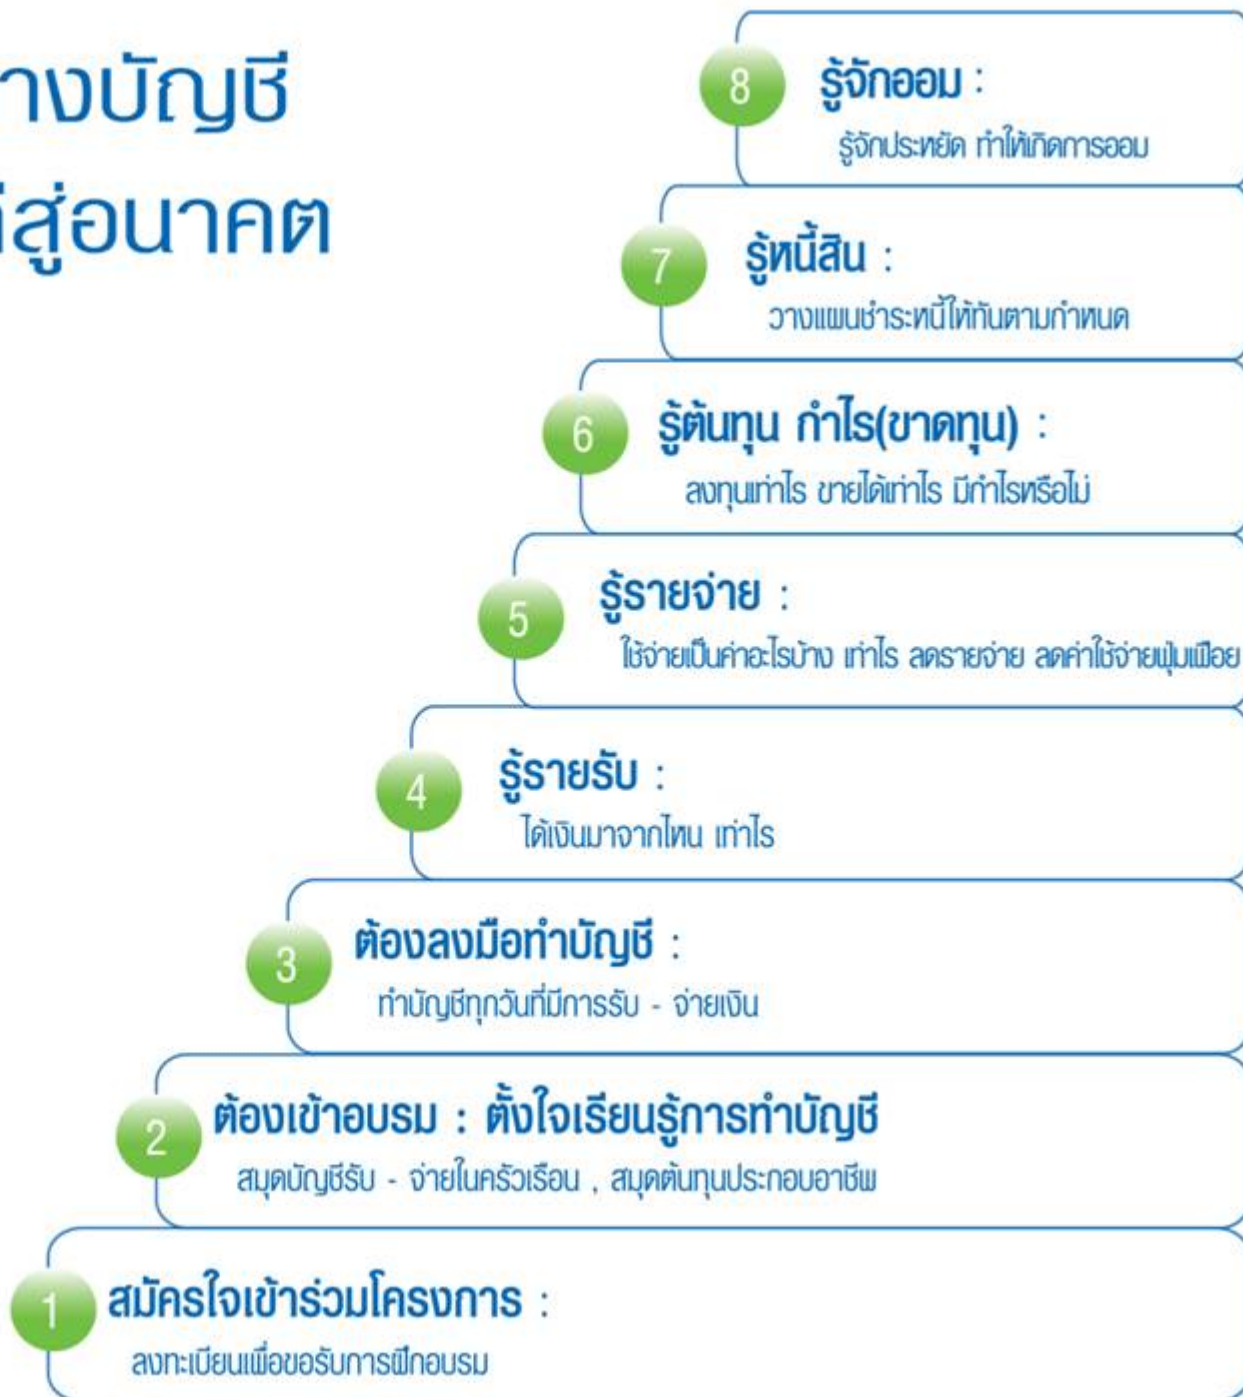 างบัญชี
สู่อนาคต
8
รู้จักออม :
รู้จักประหยัด ทำให้เกิดการออม
7
รู้หนี้สิน :
วางแผนชำระหนี้ให้ทันตามกำหนด
6
รู้ต้นทุน กำไร(ขาดทุน) :
ลงทุนเท่าไร ขายได้เท่าไร มีกำไรหรือไม่
5
รู้รายจ่าย :
ใช้จ่ายเป็นค่าอะไรบ้าง เท่าไร ลดรายจ่าย ลดค่าใช้จ่ายฟุ่มเฟือย
4
รู้รายรับ :
ได้เงินมาจากไหน เท่าไร
3
ต้องลงมือทำบัญชี :
ทำบัญชีทุกวันที่มีการรับ - จ่ายเงิน
2
ต้องเข้าอบรม : ตั้งใจเรียนรู้การทำบัญชี
สมุดบัญชีรับ - จ่ายในครัวเรือน , สมุดต้นทุนประกอบอาชีพ
1
สมัครใจเข้าร่วมโครงการ :
ลงทะเบียนเพื่อขอรับการฝึกอบรม